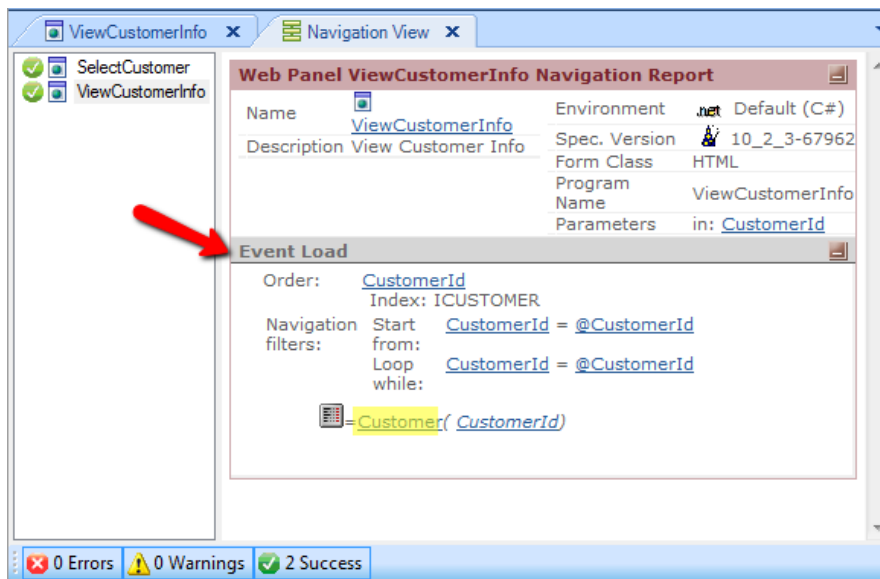 ViewCustomerInfo x Navigation View x
SelectCustomer
ViewCustomerInfo
Web Panel ViewCustomerInfo Navigation Report
Name ViewCustomerInfo
Description View Customer Info
Environment .net Default (C#)
Spec. Version 10_2_3-67962
Form Class HTML
Program Name ViewCustomerInfo
Parameters in: CustomerId
Event Load
Order: CustomerId
Index: ICUSTOMER
Navigation filters: Start from: CustomerId = @CustomerId
Loop while: CustomerId = @CustomerId
=Customer( CustomerId)
0 Errors 0 Warnings 2 Success